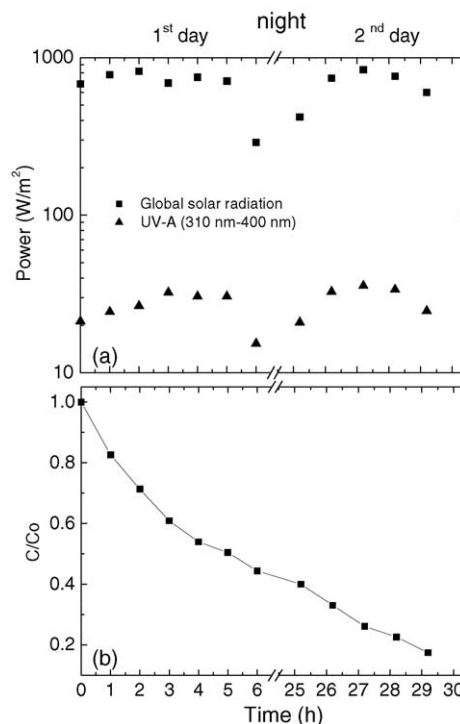 1st day night 2nd day
1000
100
10
Power (W/m²)
Global solar radiation
UV-A (310 nm-400 nm)
(a)
1.0
0.8
0.6
0.4
0.2
C/Co
(b)
0 1 2 3 4 5 6 25 26 27 28 29 30
Time (h)